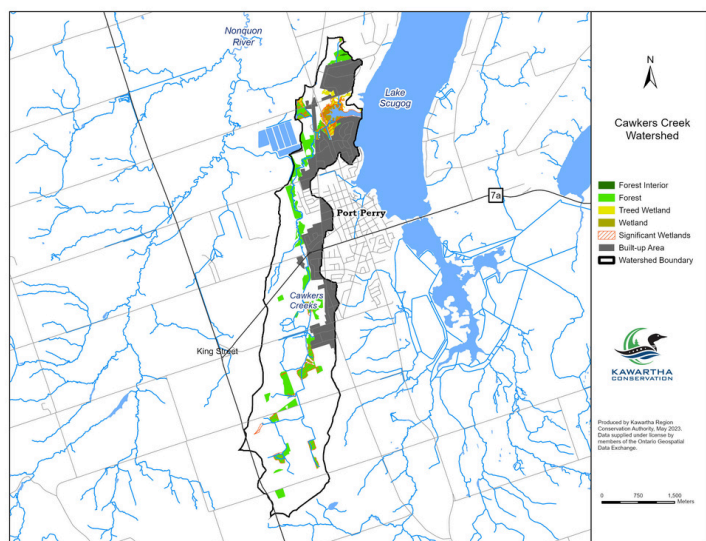 Nonquon
River
Lake
Scugog
7a
Port Perry
Cawkers
Creeks
King Street
N
Cawkers Creek
Watershed
Forest Interior
Forest
Treed Wetland
Wetland
Significant Wetlands
Built-up Area
Watershed Boundary
KAWARTHA
CONSERVATION
Produced by Kawartha Region
Conservation Authority, May 2023.
Data supplied under license by
members of the Ontario Geospatial
Data Exchange.
0 750 1,500
Meters